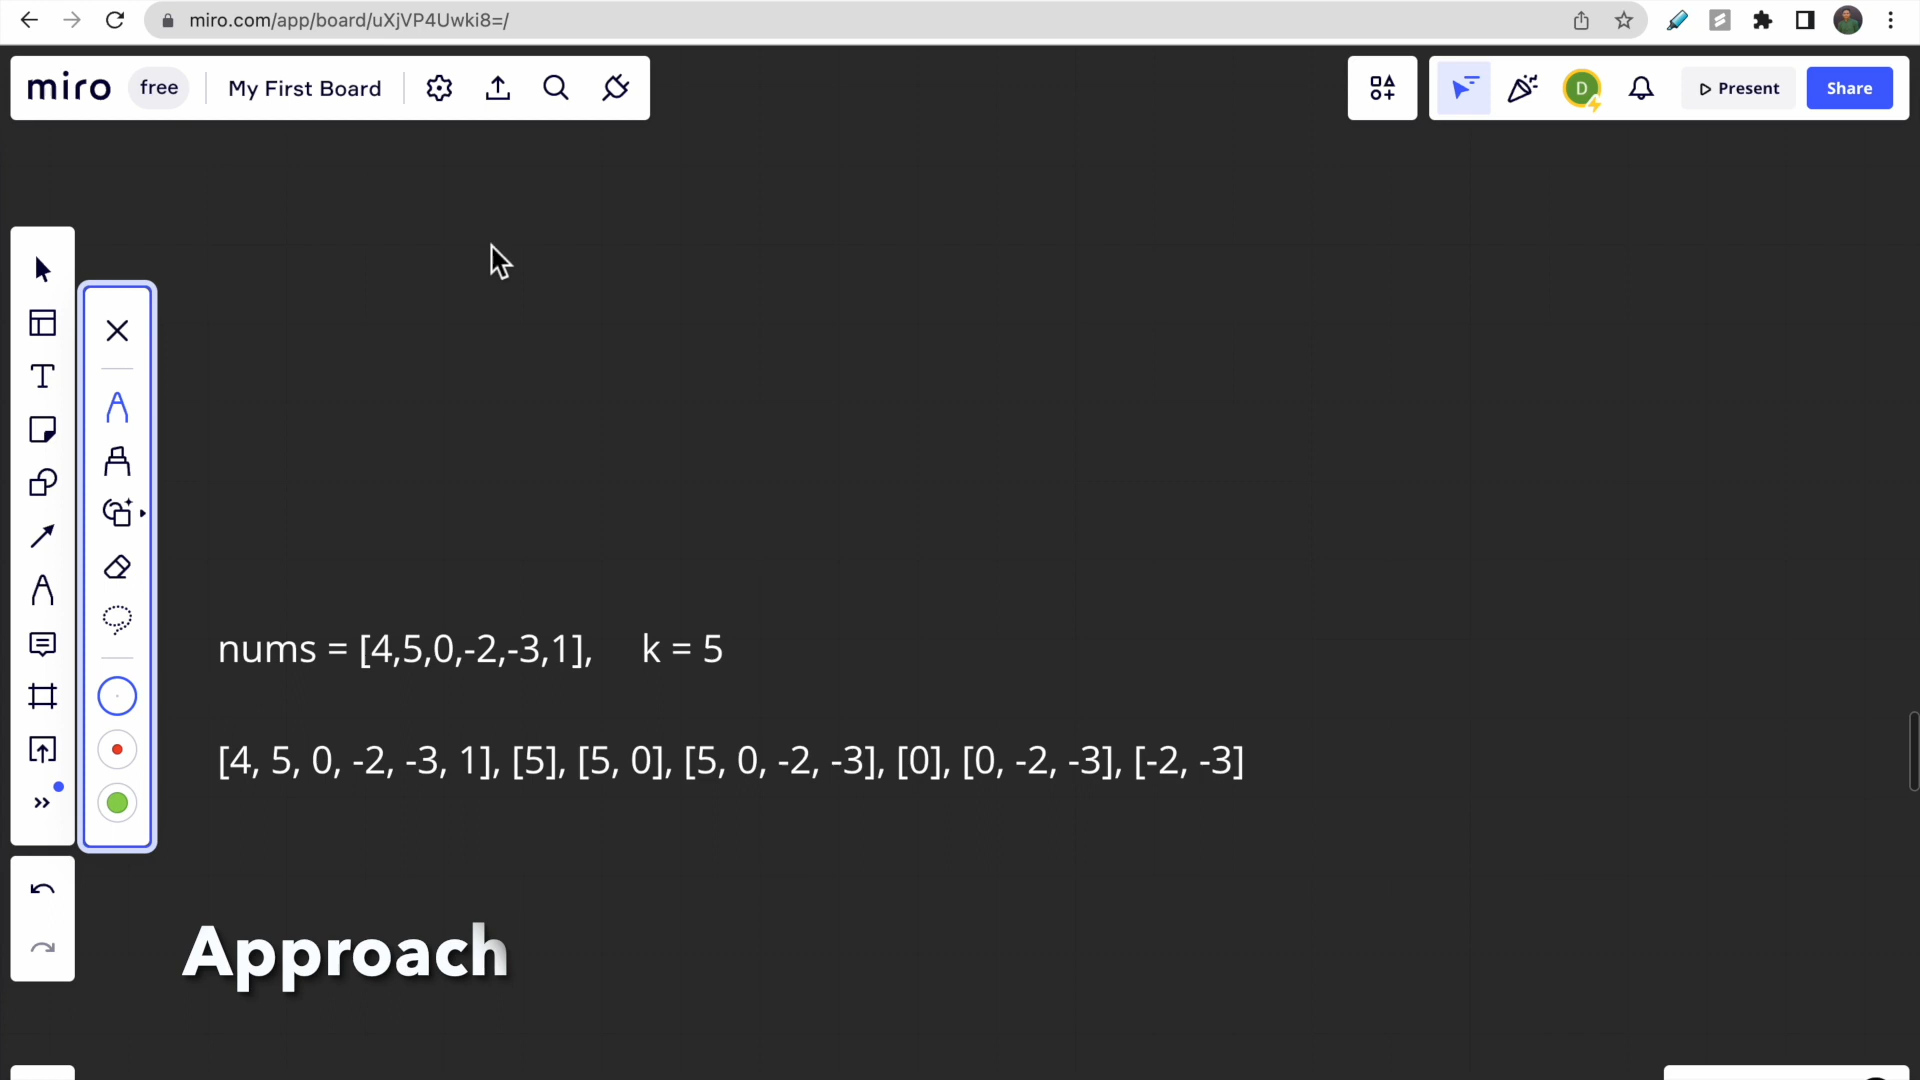 miro.com/app/board/uXjVP4Uwki8=/
miro
free
My First Board
D
Present
Share
nums = [4,5,0,-2,-3,1], k = 5
[4, 5, 0, -2, -3, 1], [5], [5, 0], [5, 0, -2, -3], [0], [0, -2, -3], [-2, -3]
Approach